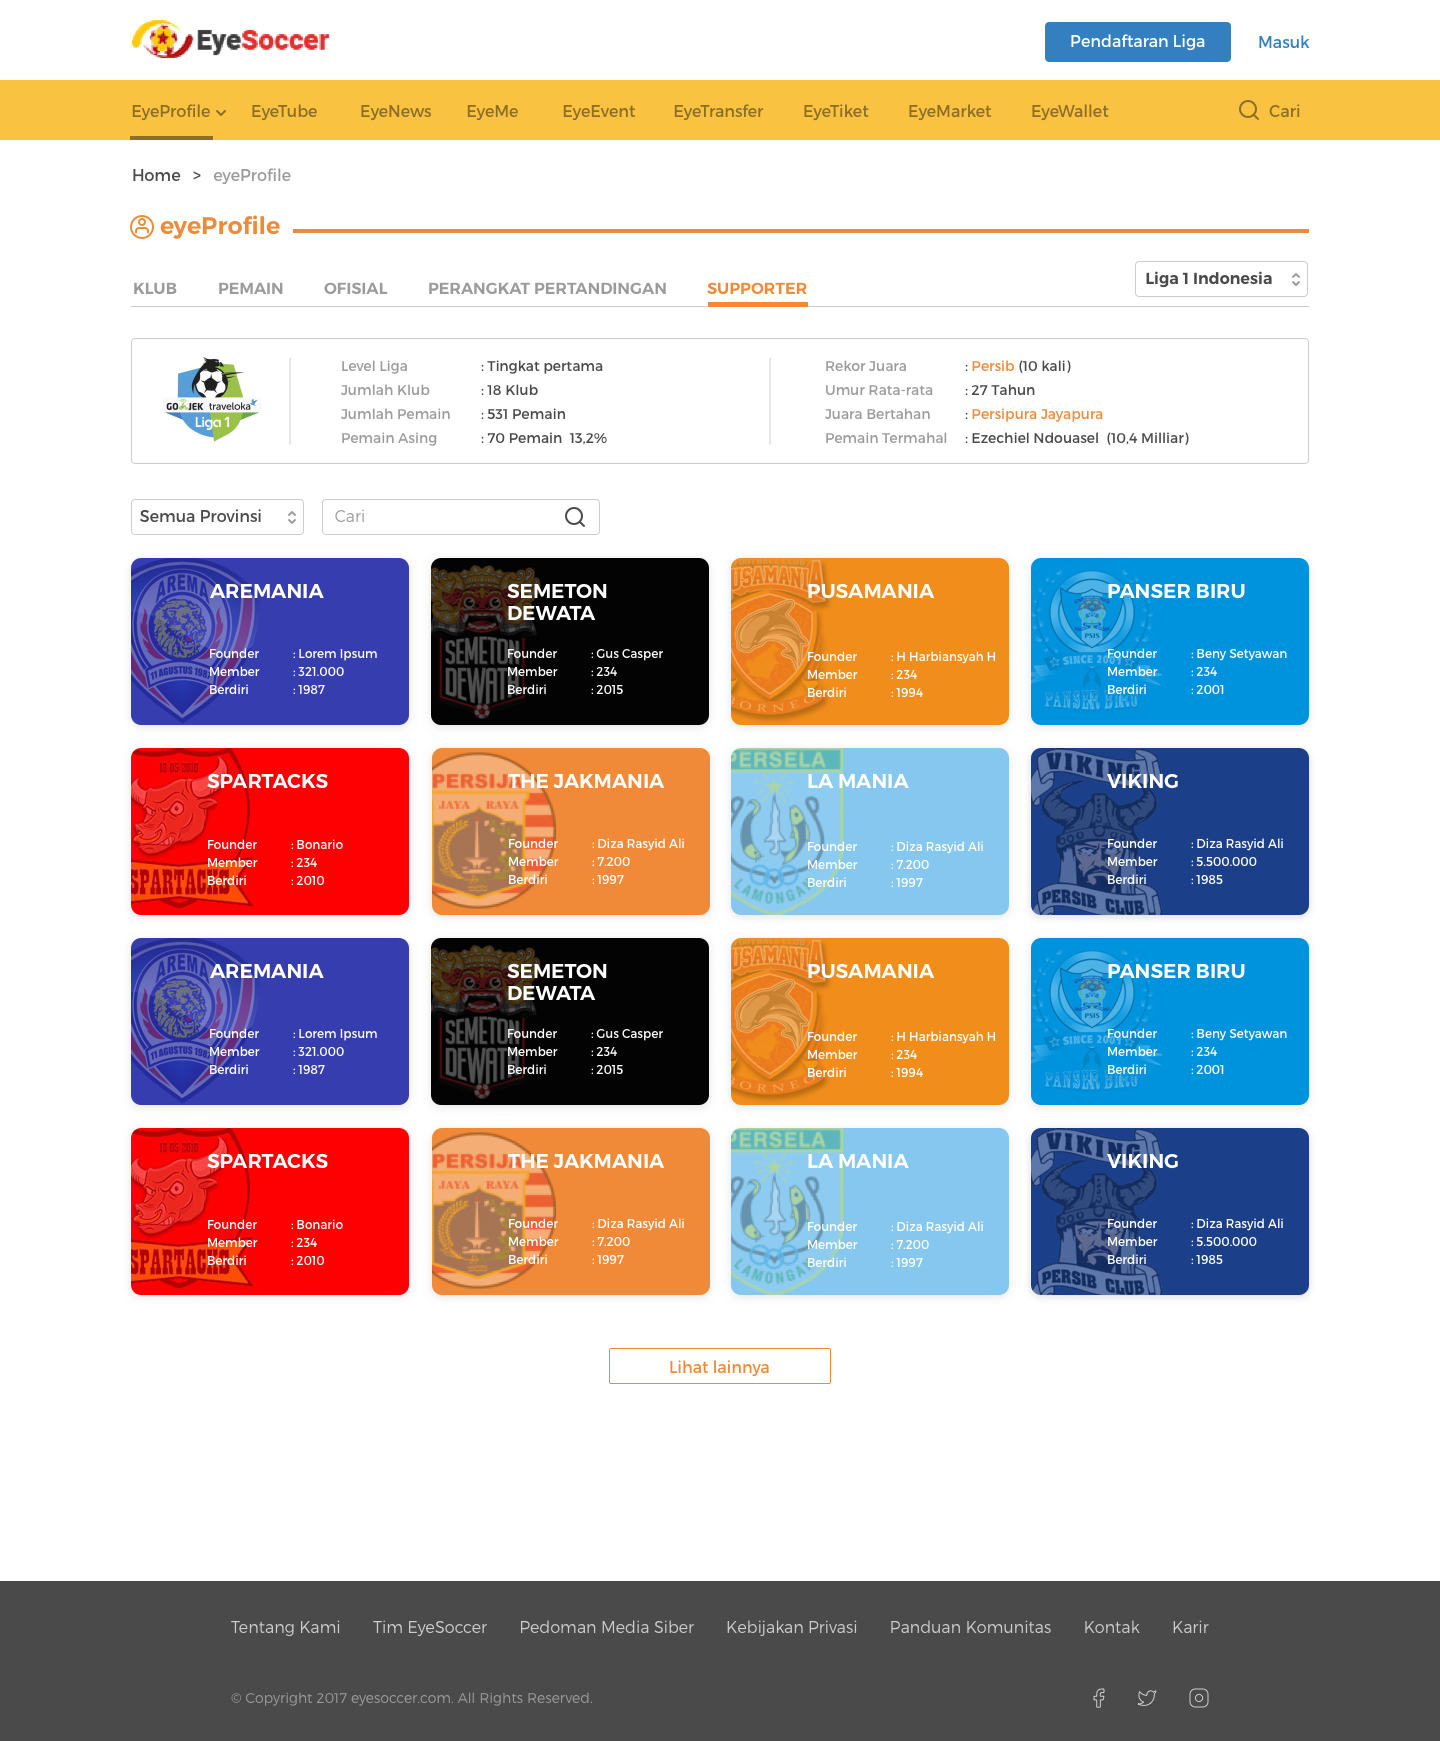 EyeSoccer
Pendaftaran Liga
Masuk
EyeProfile
EyeTube
EyeNews
EyeMe
EyeEvent
EyeTransfer
EyeTiket
EyeMarket
EyeWallet
Cari
Home > eyeProfile
eyeProfile
KLUB
PEMAIN
OFISIAL
PERANGKAT PERTANDINGAN
SUPPORTER
Liga 1 Indonesia
GOJEK traveloka
Liga 1
Level Liga : Tingkat pertama
Jumlah Klub : 18 Klub
Jumlah Pemain : 531 Pemain
Pemain Asing : 70 Pemain 13,2%
Rekor Juara : Persib (10 kali)
Umur Rata-rata : 27 Tahun
Juara Bertahan : Persipura Jayapura
Pemain Termahal : Ezechiel Ndouasel (10,4 Milliar)
Semua Provinsi
Cari
AREMANIA
Founder : Lorem Ipsum
Member : 321.000
Berdiri : 1987
SEMETON
DEWATA
Founder : Gus Casper
Member : 234
Berdiri : 2015
PUSAMANIA
Founder : H Harbiansyah H
Member : 234
Berdiri : 1994
PANSER BIRU
Founder : Beny Setyawan
Member : 234
Berdiri : 2001
SPARTACKS
Founder : Bonario
Member : 234
Berdiri : 2010
THE JAKMANIA
Founder : Diza Rasyid Ali
Member : 7.200
Berdiri : 1997
LA MANIA
Founder : Diza Rasyid Ali
Member : 7.200
Berdiri : 1997
VIKING
Founder : Diza Rasyid Ali
Member : 5.500.000
Berdiri : 1985
AREMANIA
Founder : Lorem Ipsum
Member : 321.000
Berdiri : 1987
SEMETON
DEWATA
Founder : Gus Casper
Member : 234
Berdiri : 2015
PUSAMANIA
Founder : H Harbiansyah H
Member : 234
Berdiri : 1994
PANSER BIRU
Founder : Beny Setyawan
Member : 234
Berdiri : 2001
SPARTACKS
Founder : Bonario
Member : 234
Berdiri : 2010
THE JAKMANIA
Founder : Diza Rasyid Ali
Member : 7.200
Berdiri : 1997
LA MANIA
Founder : Diza Rasyid Ali
Member : 7.200
Berdiri : 1997
VIKING
Founder : Diza Rasyid Ali
Member : 5.500.000
Berdiri : 1985
Lihat lainnya
Tentang Kami
Tim EyeSoccer
Pedoman Media Siber
Kebijakan Privasi
Panduan Komunitas
Kontak
Karir
© Copyright 2017 eyesoccer.com. All Rights Reserved.